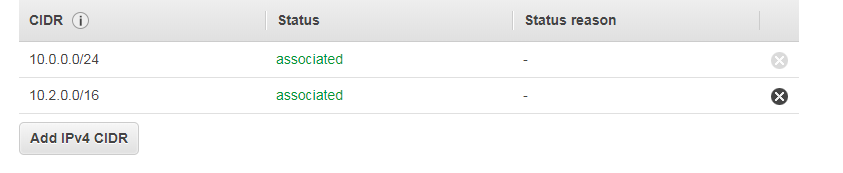 CIDR Status Status reason
10.0.0.0/24 associated -
10.2.0.0/16 associated -
Add IPv4 CIDR